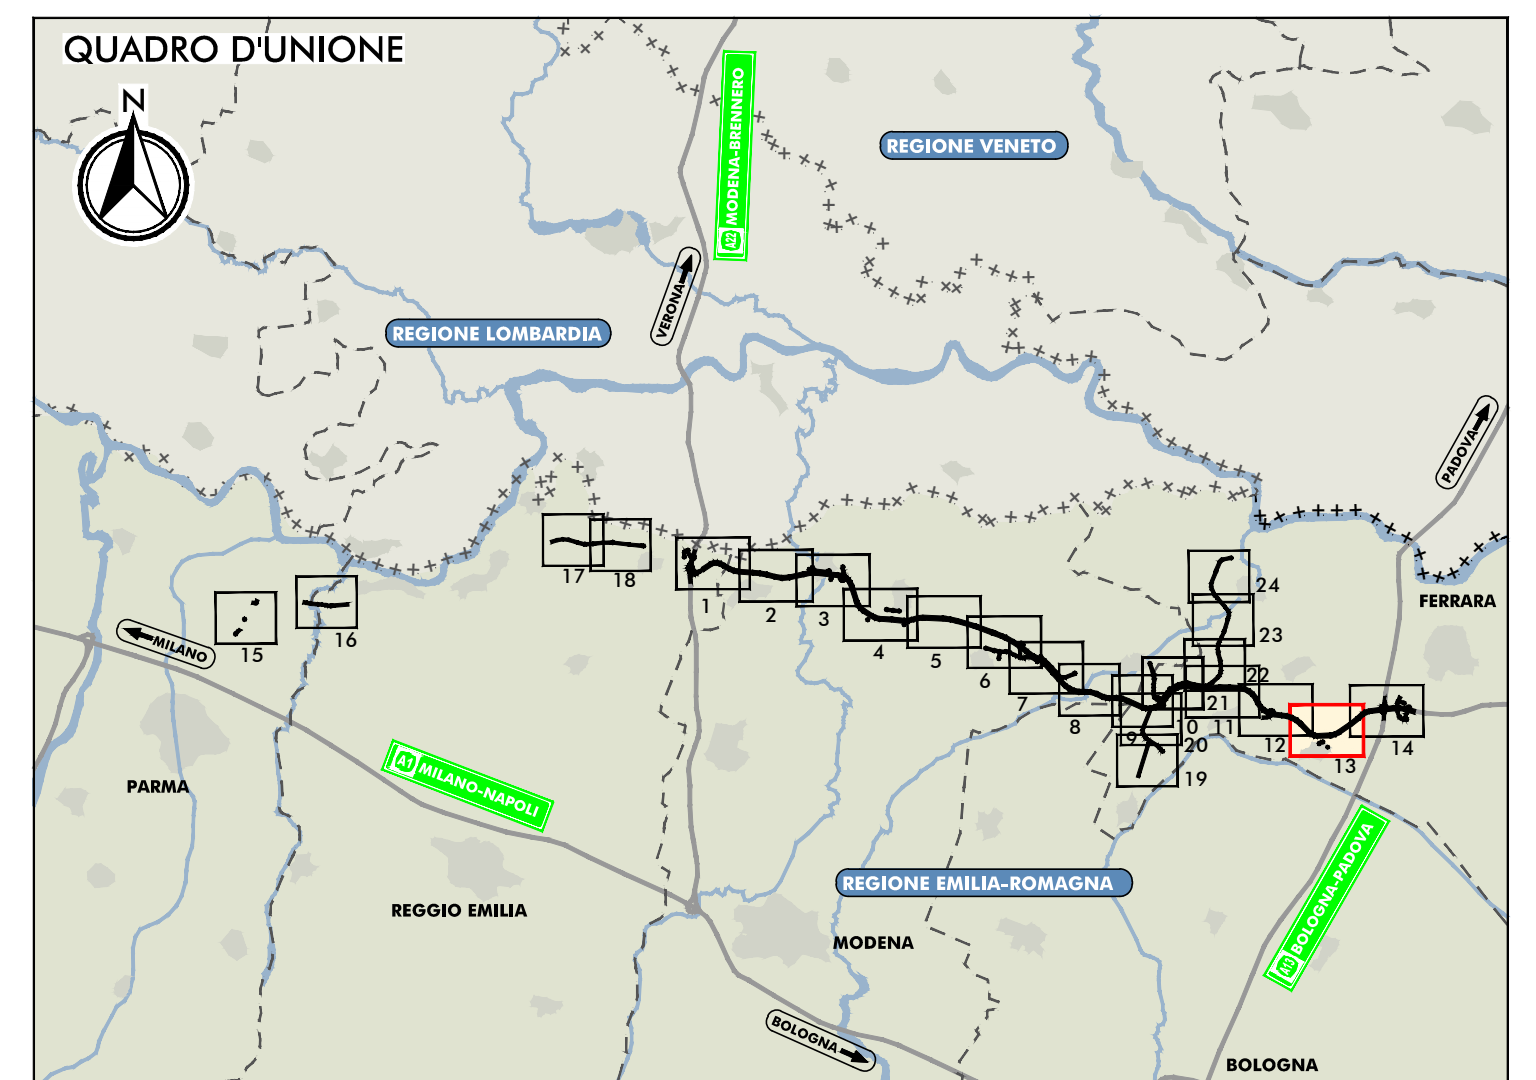 QUADRO D'UNIONE
N
A22 MODENA-BRENNERO
REGIONE VENETO
VERONA
REGIONE LOMBARDIA
PADOVA
17
18
1
2
3
4
5
6
7
8
9
10
11
12
13
14
15
16
19
20
21
22
23
24
FERRARA
MILANO
PARMA
A1 MILANO-NAPOLI
REGIONE EMILIA-ROMAGNA
A13 BOLOGNA-PADOVA
REGGIO EMILIA
MODENA
BOLOGNA
BOLOGNA